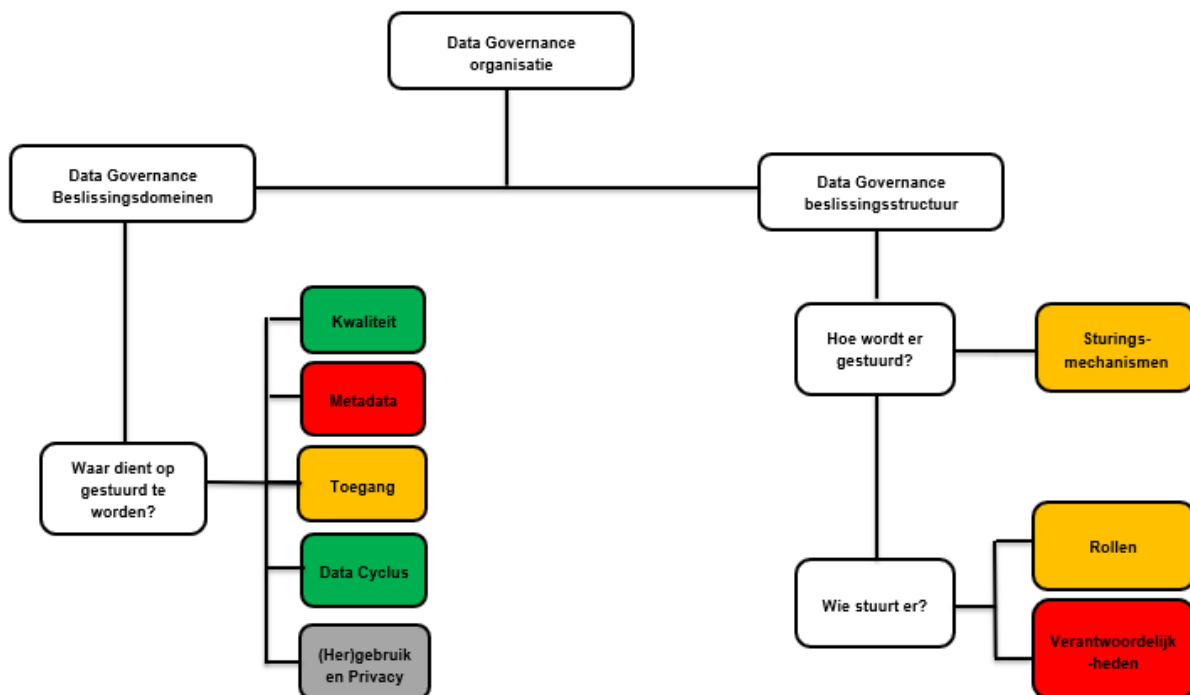 Data Governance
organisatie
Data Governance
Beslissingsdomeinen
Data Governance
beslissingsstructuur
Kwaliteit
Metadata
Waar dient op
gestuurd te
worden?
Toegang
Data Cyclus
(Her)gebruik
en Privacy
Hoe wordt er
gestuurd?
Sturings-
mechanismen
Wie stuurt er?
Rollen
Verantwoordelijk
-heden